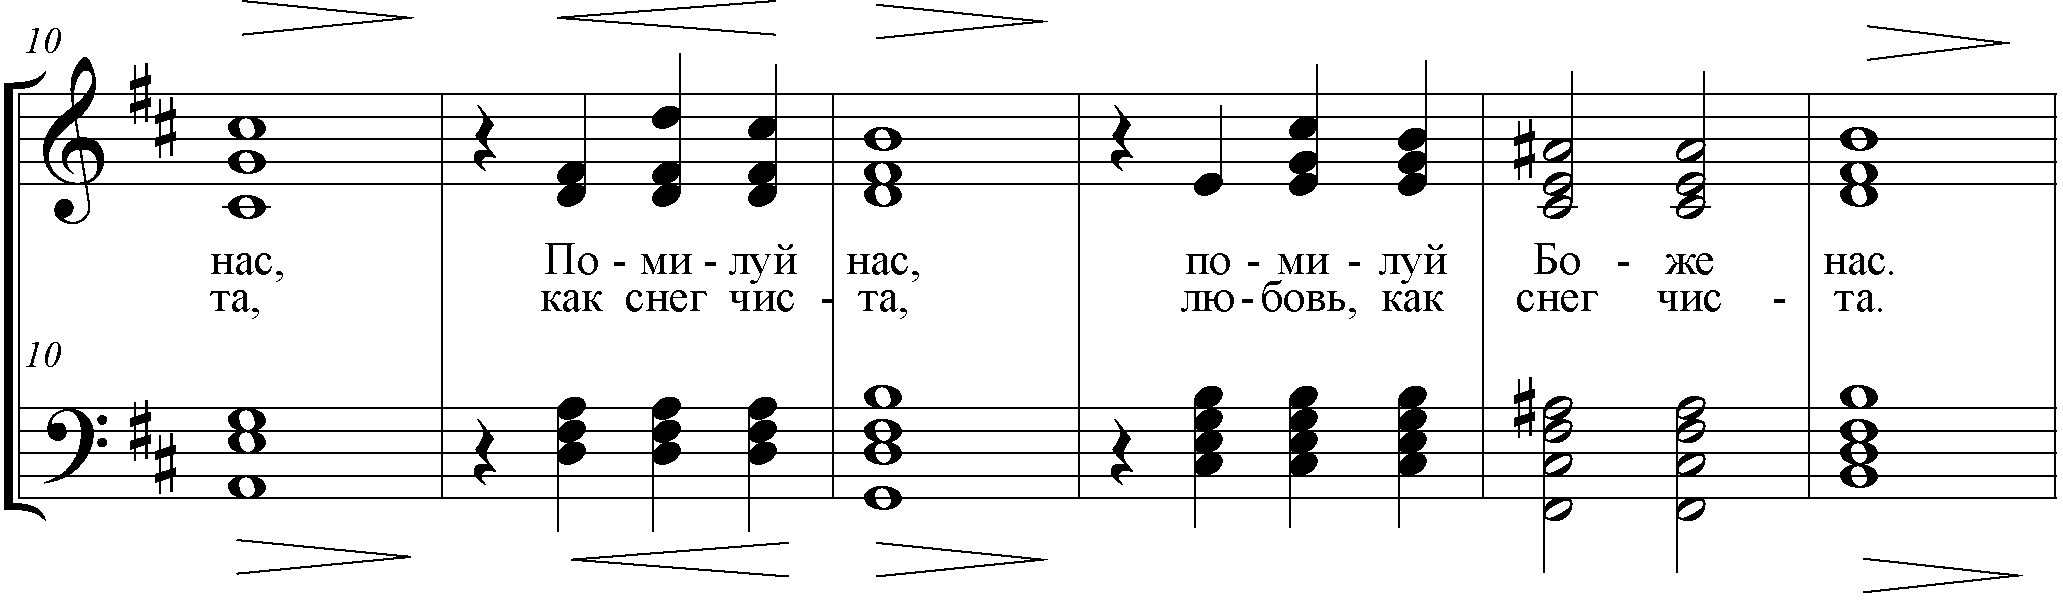 10
нас, По - ми - луй нас, по - ми - луй Бо - же нас.
та, как снег чис - та, лю - бовь, как снег чис - та.
10